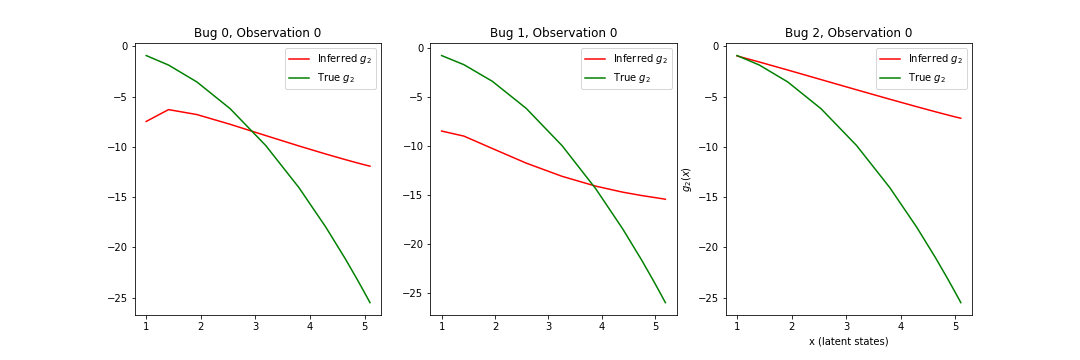 Bug 0, Observation 0
Inferred g₂
True g₂
0
−5
−10
−15
−20
−25
1 2 3 4 5
Bug 1, Observation 0
Inferred g₂
True g₂
0
−5
−10
−15
−20
−25
1 2 3 4 5
Bug 2, Observation 0
Inferred g₂
True g₂
g₂(x)
0
−5
−10
−15
−20
−25
1 2 3 4 5
x (latent states)